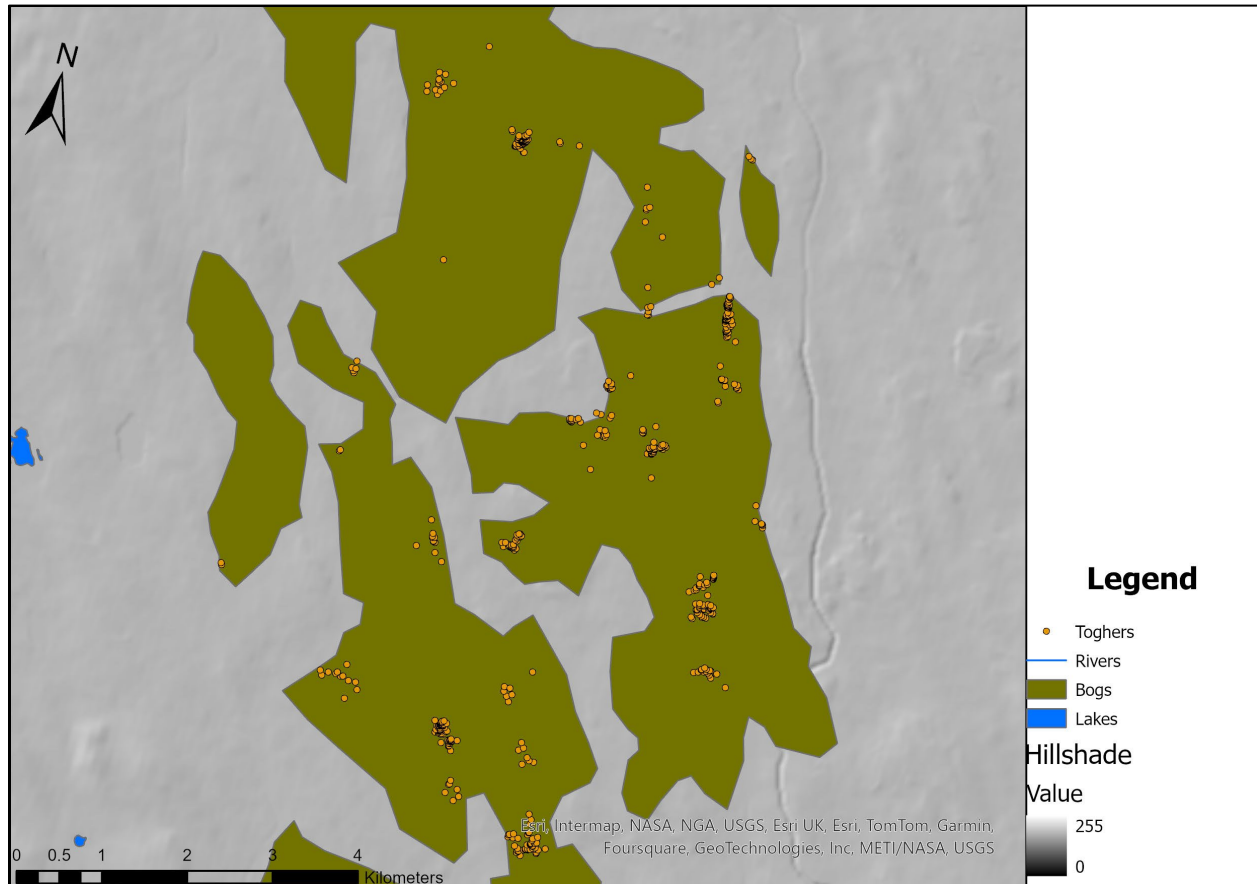 N
Legend
Toghers
Rivers
Bogs
Lakes
Hillshade
Value
255
0
Esri, Intermap, NASA, NGA, USGS, Esri UK, Esri, TomTom, Garmin,
Foursquare, GeoTechnologies, Inc, METI/NASA, USGS
0 0.5 1 2 3 4
Kilometers